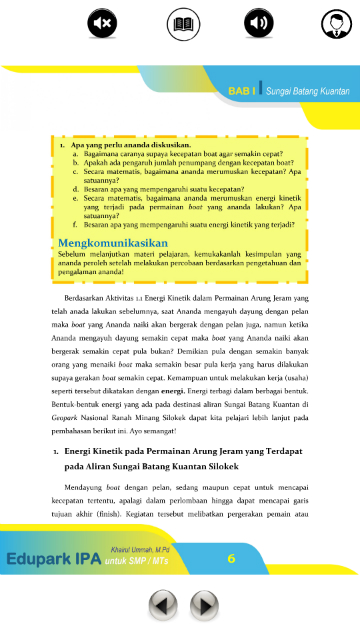 BAB I Sungai Batang Kuantan
1. Apa yang perlu ananda diskusikan.
a. Bagaimana caranya supaya kecepatan boat agar semakin cepat?
b. Apakah ada pengaruh jumlah penumpang dengan kecepatan boat?
c. Secara matematis, bagaimana ananda merumuskan kecepatan? Apa
satuannya?
d. Besaran apa yang mempengaruhi suatu kecepatan?
e. Secara matematis, bagaimana ananda merumuskan energi kinetik
yang terjadi pada permainan boat yang ananda lakukan? Apa
satuannya?
f. Besaran apa yang mempengaruhi suatu energi kinetik yang terjadi?
Mengkomunikasikan
Sebelum melanjutkan materi pelajaran, kemukakanlah kesimpulan yang
ananda peroleh setelah melakukan percobaan berdasarkan pengetahuan dan
pengalaman ananda!
Berdasarkan Aktivitas 1.1 Energi Kinetik dalam Permainan Arung Jeram yang
telah anada lakukan sebelumnya, saat Ananda mengayuh dayung dengan pelan
maka boat yang Ananda naiki akan bergerak dengan pelan juga, namun ketika
Ananda mengayuh dayung semakin cepat maka boat yang Ananda naiki akan
bergerak semakin cepat pula bukan? Demikian pula dengan semakin banyak
orang yang menaiki boat maka semakin besar pula kerja yang harus dilakukan
supaya gerakan boat semakin cepat. Kemampuan untuk melakukan kerja (usaha)
seperti tersebut dikatakan dengan energi. Energi terbagi dalam berbagai bentuk.
Bentuk-bentuk energi yang ada pada destinasi aliran Sungai Batang Kuantan di
Geopark Nasional Ranah Minang Silokek dapat kita pelajari lebih lanjut pada
pembahasan berikut ini. Ayo semangat!
1. Energi Kinetik pada Permainan Arung Jeram yang Terdapat
pada Aliran Sungai Batang Kuantan Silokek
Mendayung boat dengan pelan, sedang maupun cepat untuk mencapai
kecepatan tertentu, apalagi dalam perlombaan hingga dapat mencapai garis
tujuan akhir (finish). Kegiatan tersebut melibatkan pergerakan pemain atau
Khairul Ummah, M.Pd
Edupark IPA untuk SMP / MTs
6